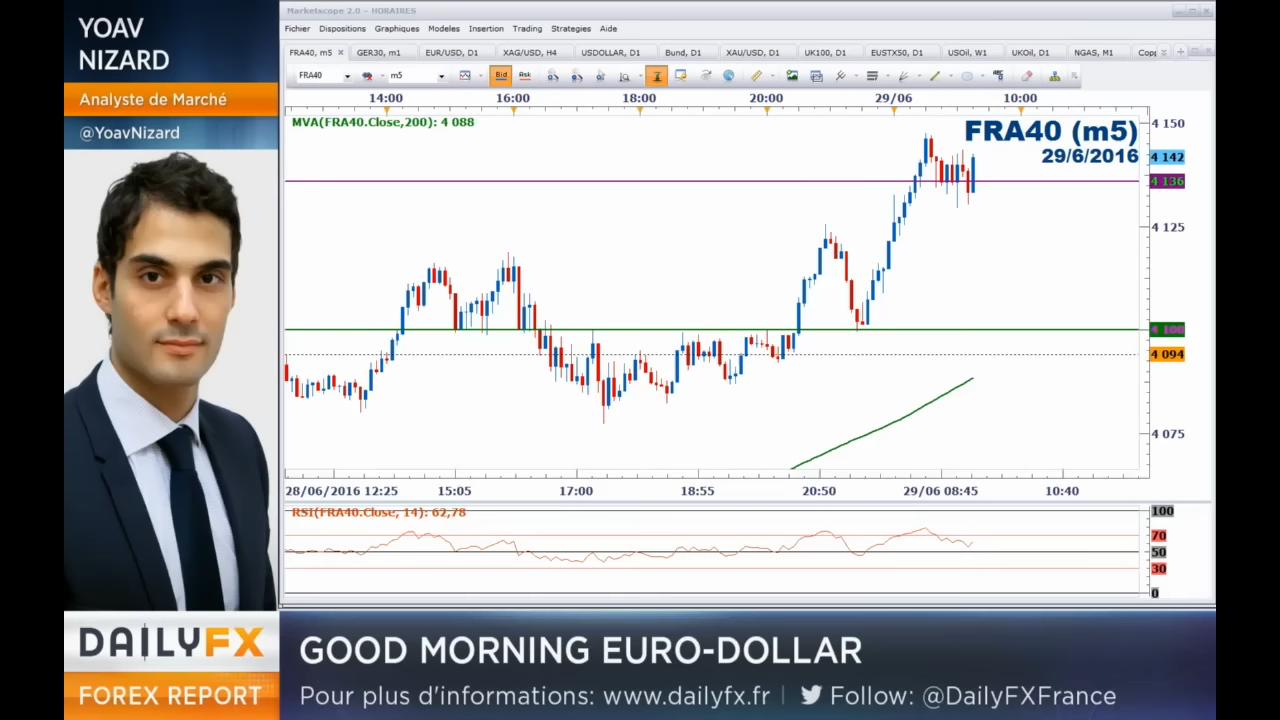 YOAV
NIZARD
Analyste de Marché
@YoavNizard
Marketscope 2.0 - HORAIRES
Fichier Dispositions Graphiques Modeles Insertion Trading Strategies Aide
FRA40, m5 GER30, m1 EUR/USD, D1 XAG/USD, H4 USDOLLAR, D1 Bund, D1 XAU/USD, D1 UK100, D1 EUSTX50, D1 USOil, W1 UKOil, D1 NGAS, M1
FRA40 m5 Bid Ask
14:00 16:00 18:00 20:00 29/06 10:00
MVA(FRA40.Close,200): 4 088
FRA40 (m5)
29/6/2016
4 150
4 142
4 136
4 125
4 100
4 094
4 075
28/06/2016 12:25 15:05 17:00 18:55 20:50 29/06 08:45 10:40
RSI(FRA40.Close, 14): 62,78
100
70
50
30
0
DAILYFX
FOREX REPORT
GOOD MORNING EURO-DOLLAR
Pour plus d'informations: www.dailyfx.fr | Follow: @DailyFXFrance